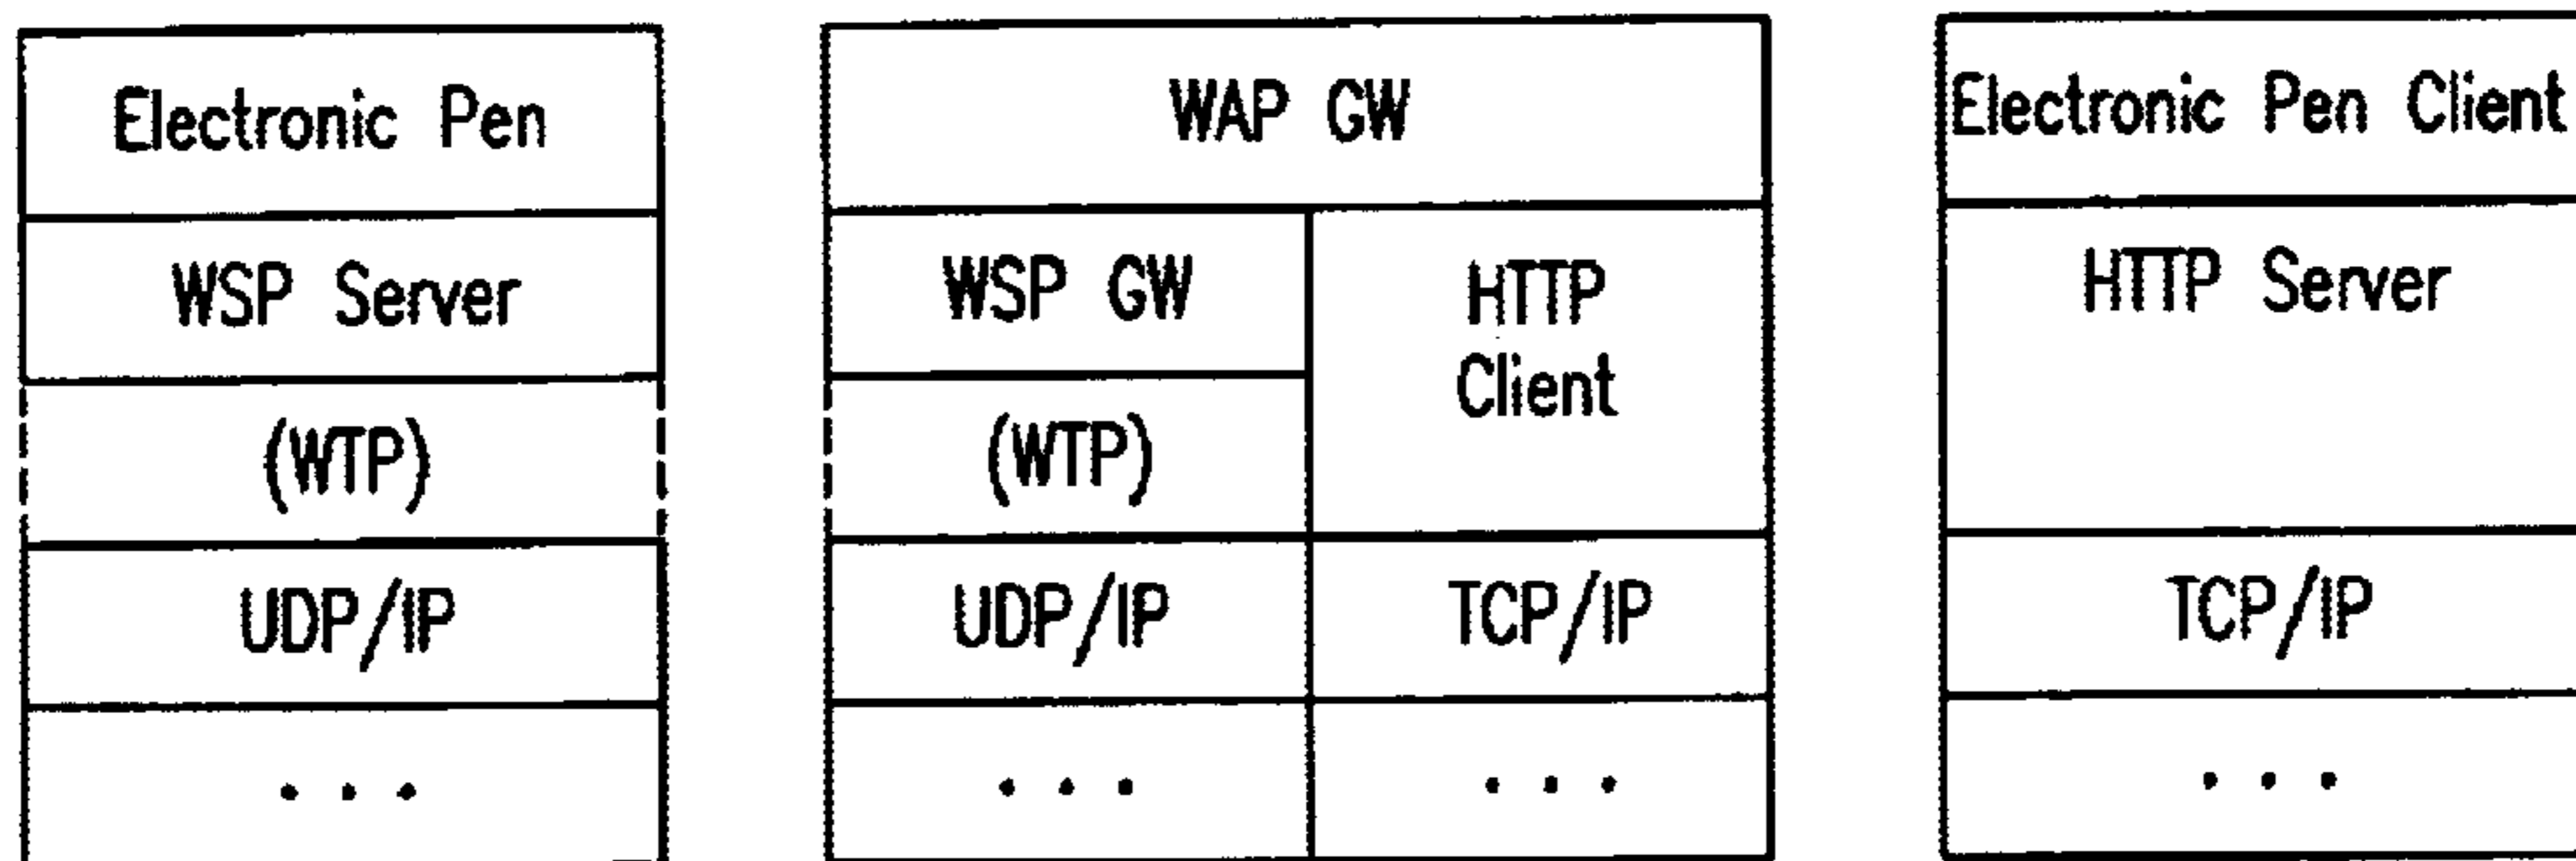 Electronic Pen
WSP Server
(WTP)
UDP/IP
. . .
WAP GW
WSP GW
(WTP)
UDP/IP
. . .
HTTP
Client
TCP/IP
. . .
Electronic Pen Client
HTTP Server
TCP/IP
. . .